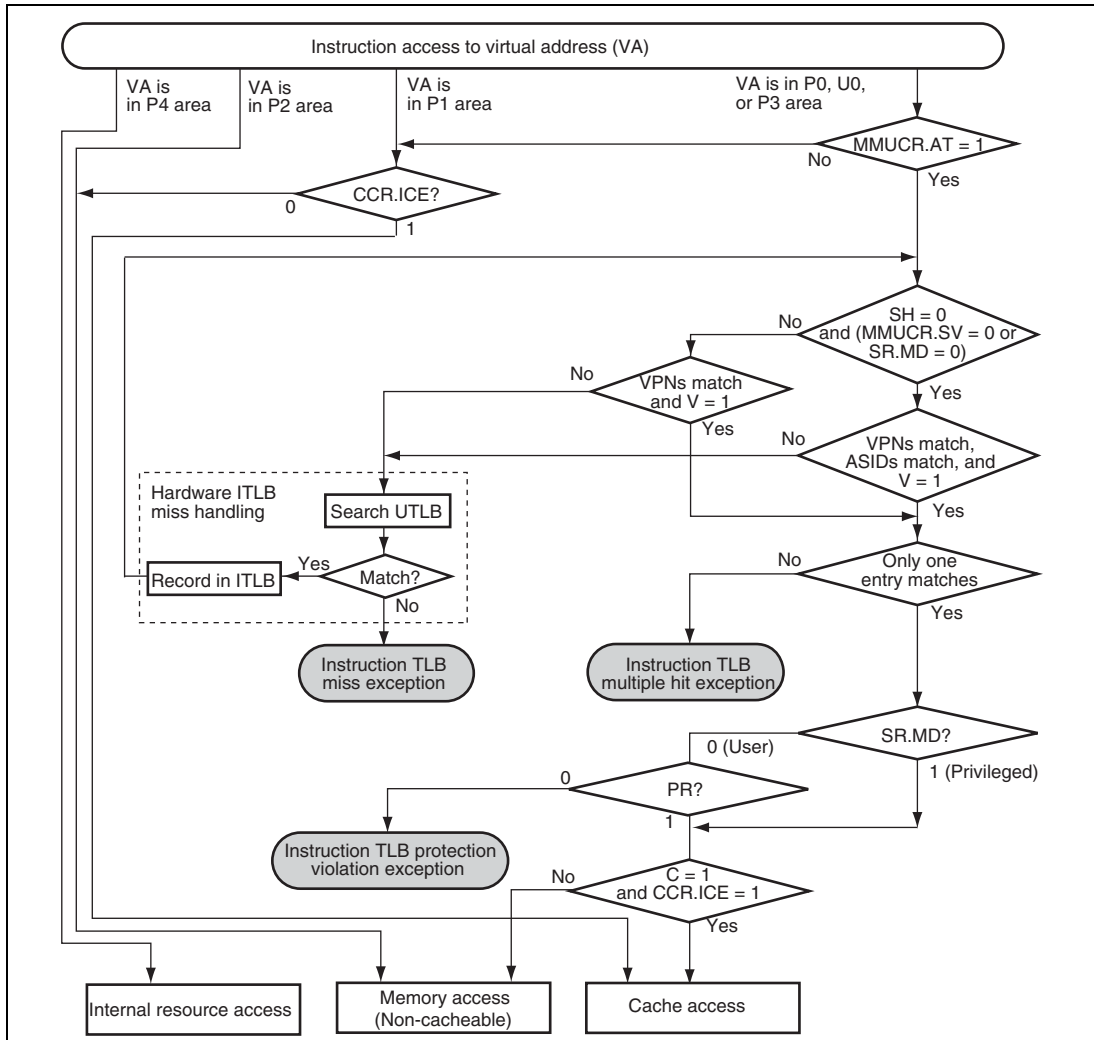 Instruction access to virtual address (VA)
VA is
in P4 area
VA is
in P2 area
VA is
in P1 area
VA is in P0, U0,
or P3 area
MMUCR.AT = 1
No
Yes
CCR.ICE?
0
1
SH = 0
and (MMUCR.SV = 0 or
SR.MD = 0)
No
Yes
VPNs match
and V = 1
No
Yes
VPNs match,
ASIDs match, and
V = 1
No
Yes
Hardware ITLB
miss handling
Search UTLB
Match?
Yes
No
Record in ITLB
Only one
entry matches
No
Yes
Instruction TLB
miss exception
Instruction TLB
multiple hit exception
SR.MD?
0 (User)
1 (Privileged)
PR?
0
1
Instruction TLB protection
violation exception
C = 1
and CCR.ICE = 1
No
Yes
Internal resource access
Memory access
(Non-cacheable)
Cache access